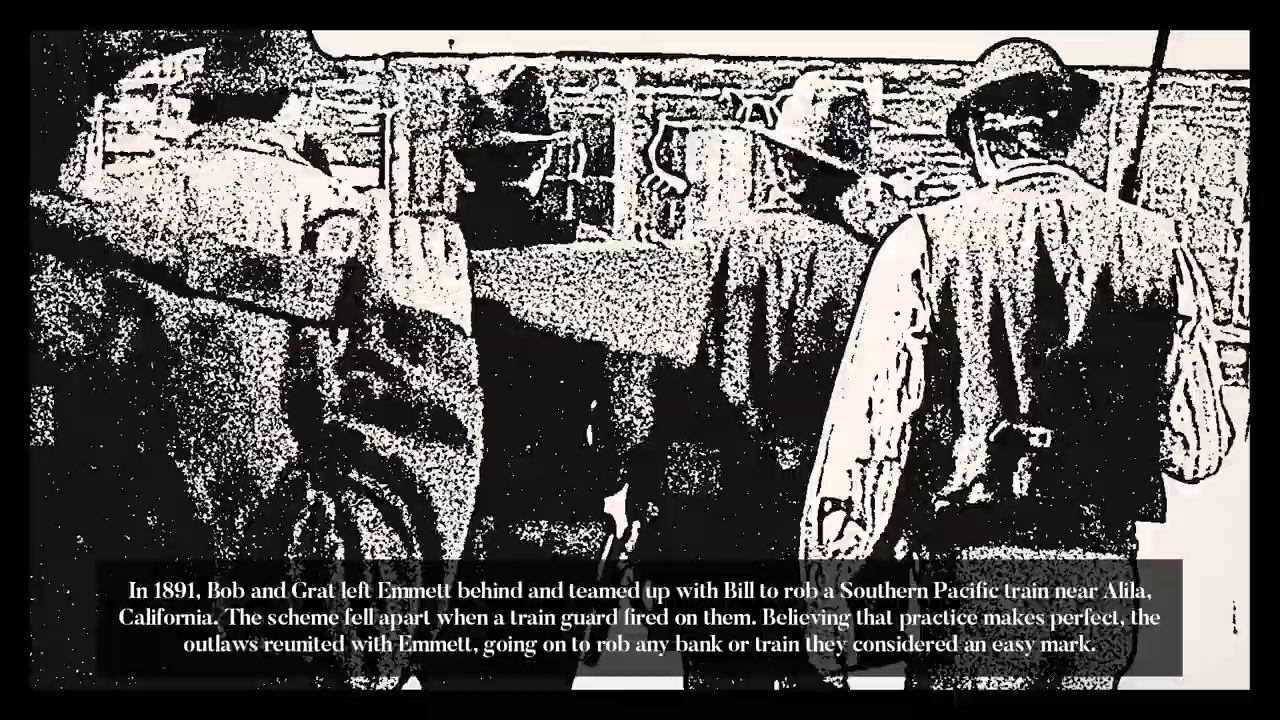 In 1891, Bob and Grat left Emmett behind and teamed up with Bill to rob a Southern Pacific train near Alila,
California. The scheme fell apart when a train guard fired on them. Believing that practice makes perfect, the
outlaws reunited with Emmett, going on to rob any bank or train they considered an easy mark.